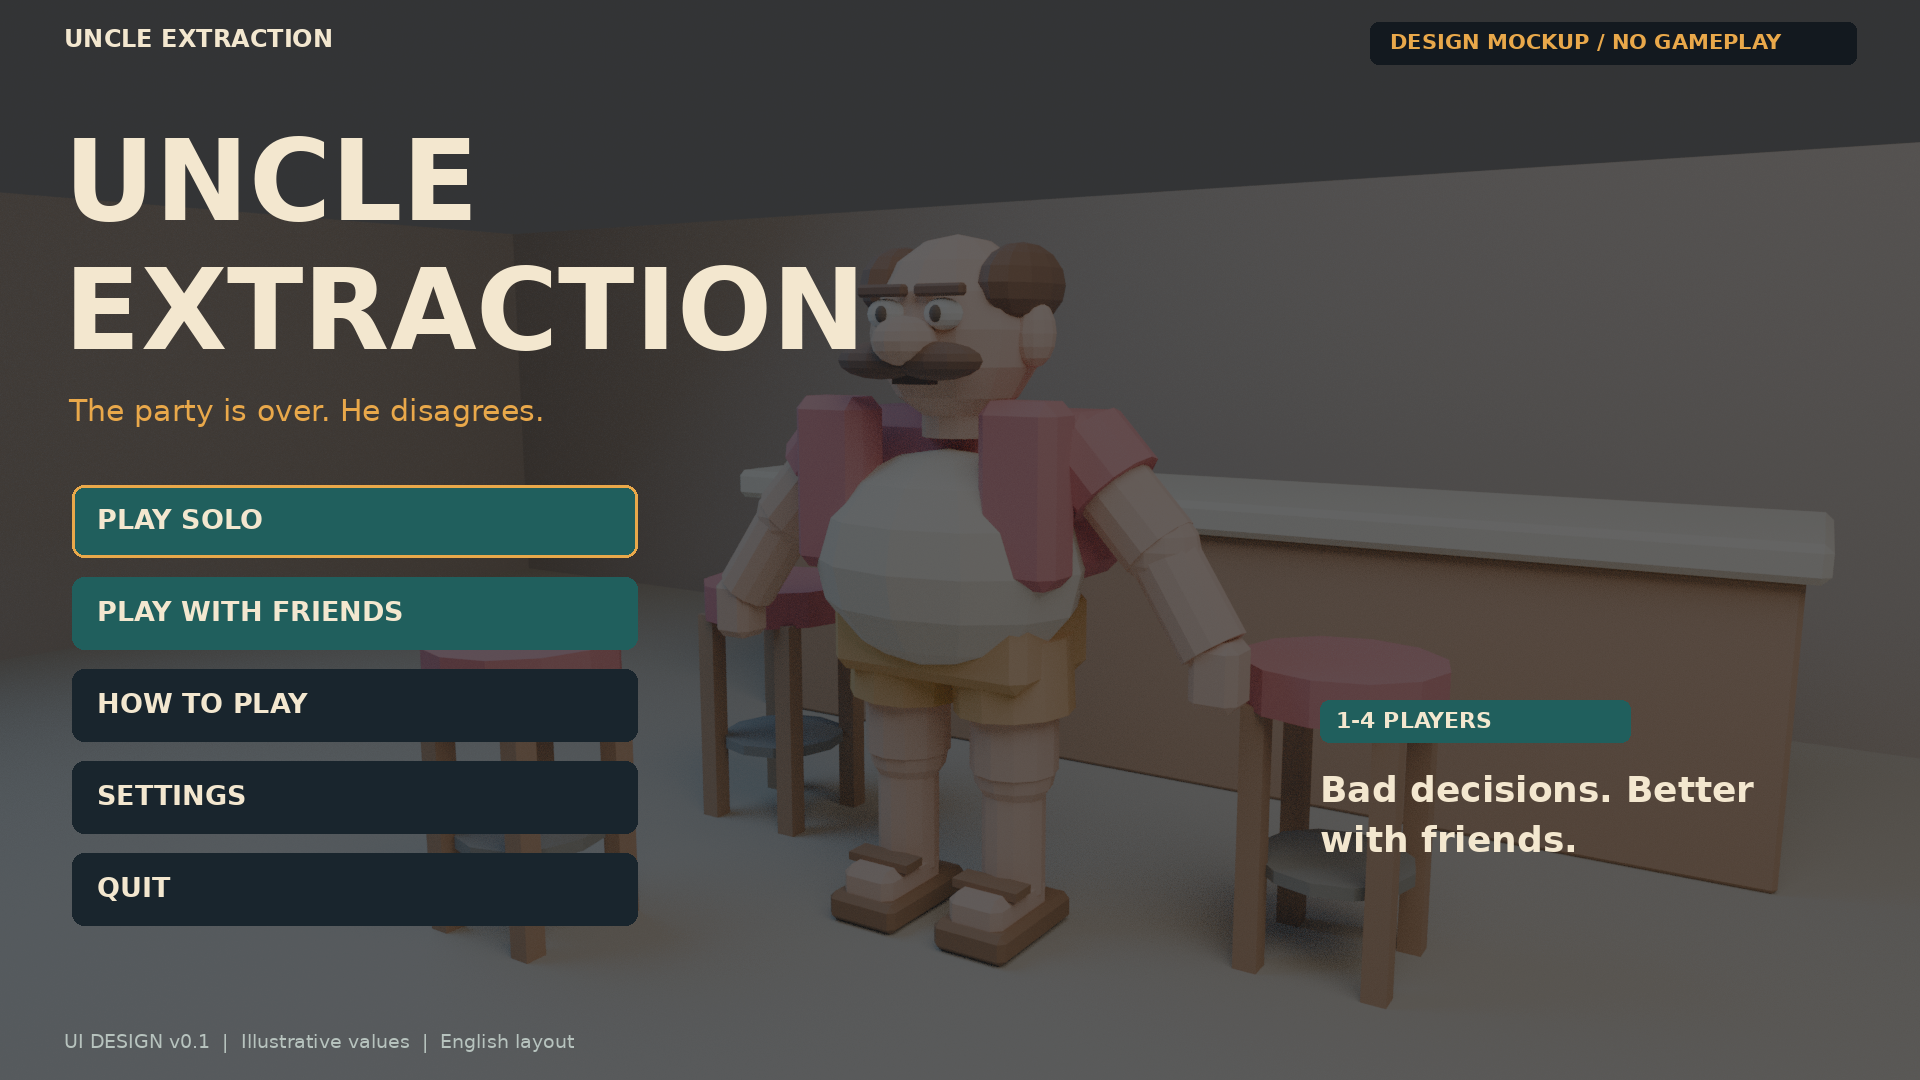 UNCLE EXTRACTION
DESIGN MOCKUP / NO GAMEPLAY
UNCLE
EXTRACTION
The party is over. He disagrees.
PLAY SOLO
PLAY WITH FRIENDS
HOW TO PLAY
SETTINGS
QUIT
1-4 PLAYERS
Bad decisions. Better
with friends.
UI DESIGN v0.1 | Illustrative values | English layout